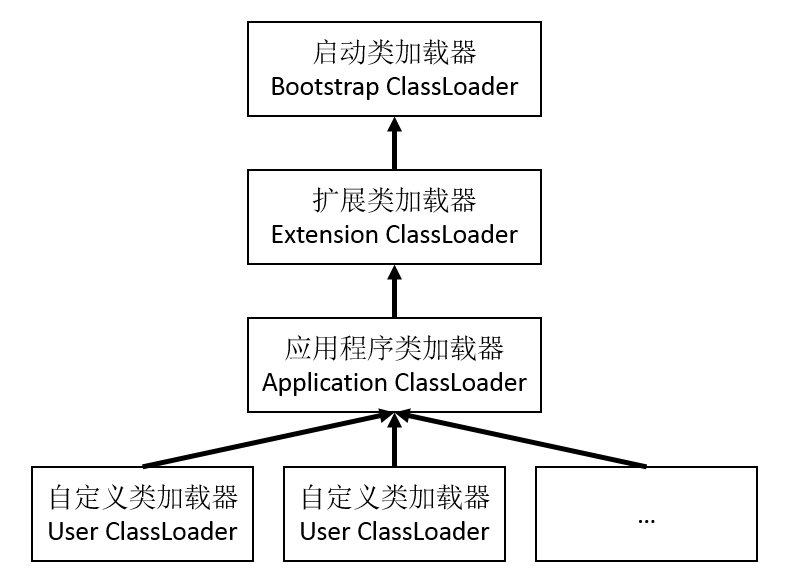 启动类加载器
Bootstrap ClassLoader
扩展类加载器
Extension ClassLoader
应用程序类加载器
Application ClassLoader
自定义类加载器
User ClassLoader
自定义类加载器
User ClassLoader
...